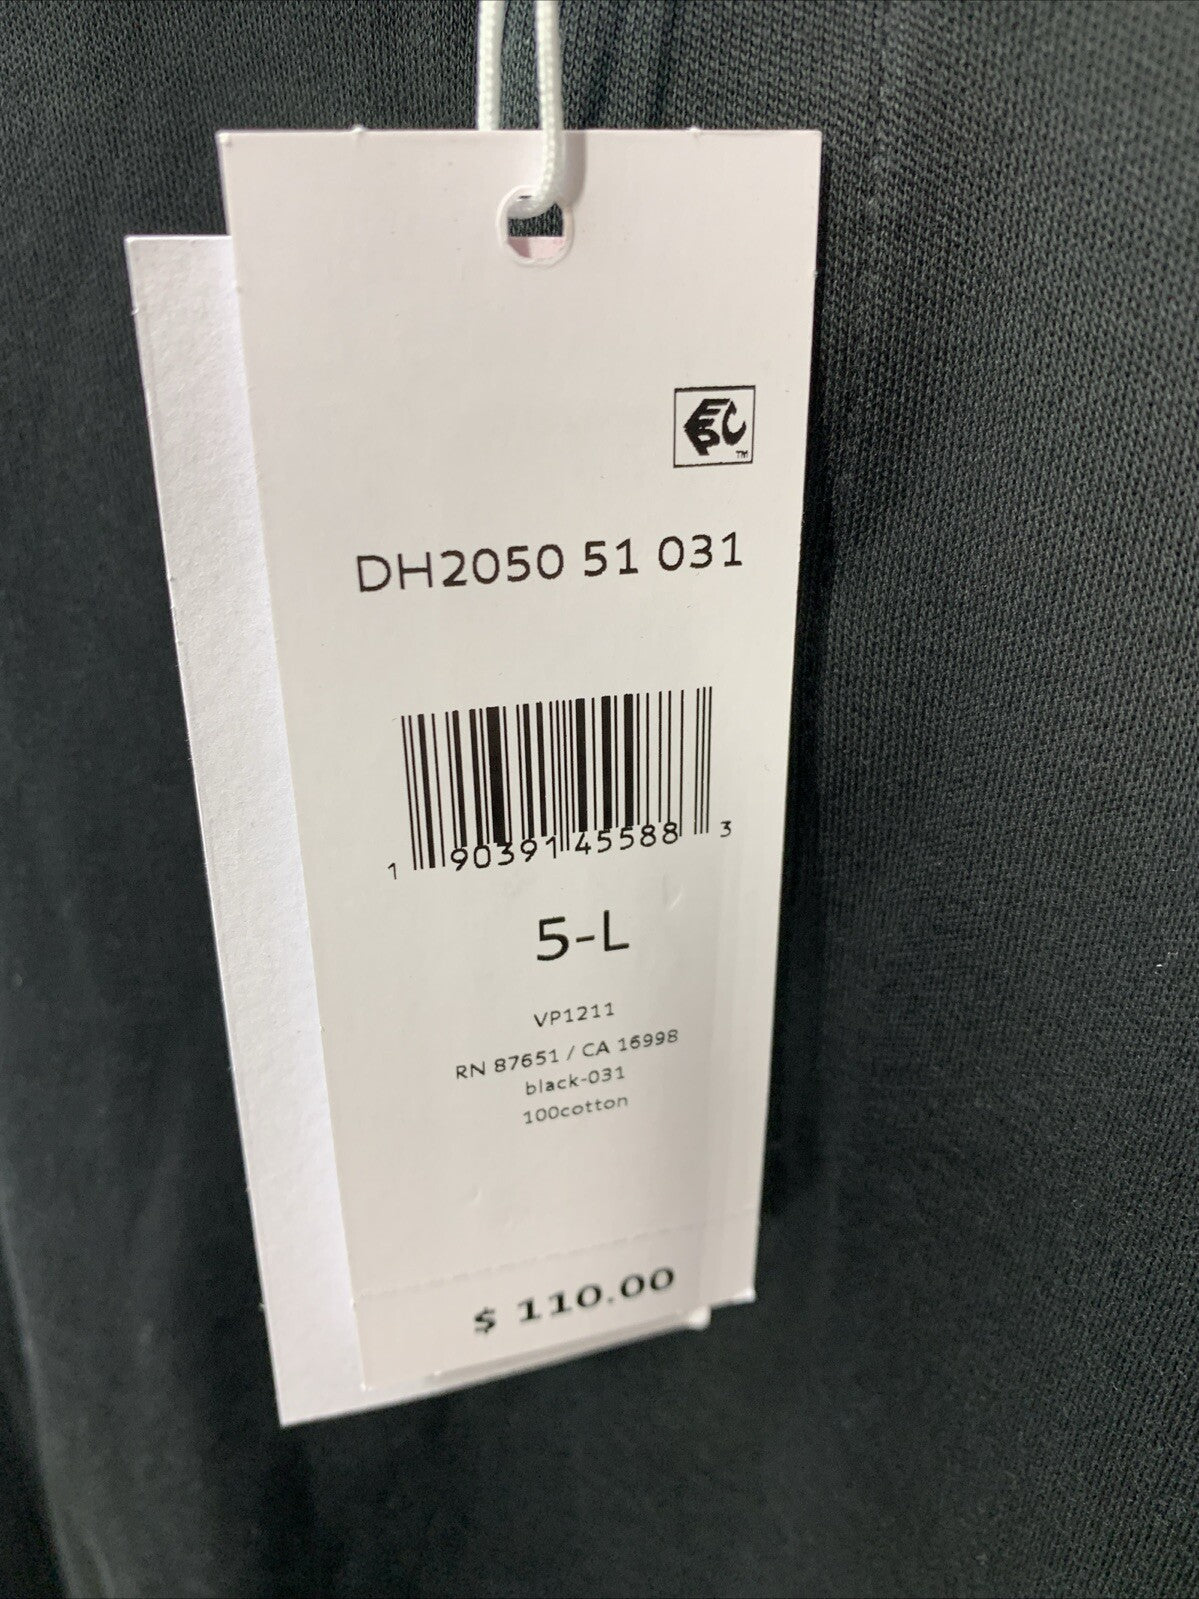 DH2050 51 031
1 90391 45588 3
5-L
VP1211
RN 87651 / CA 16998
black-031
100cotton
$ 110.00